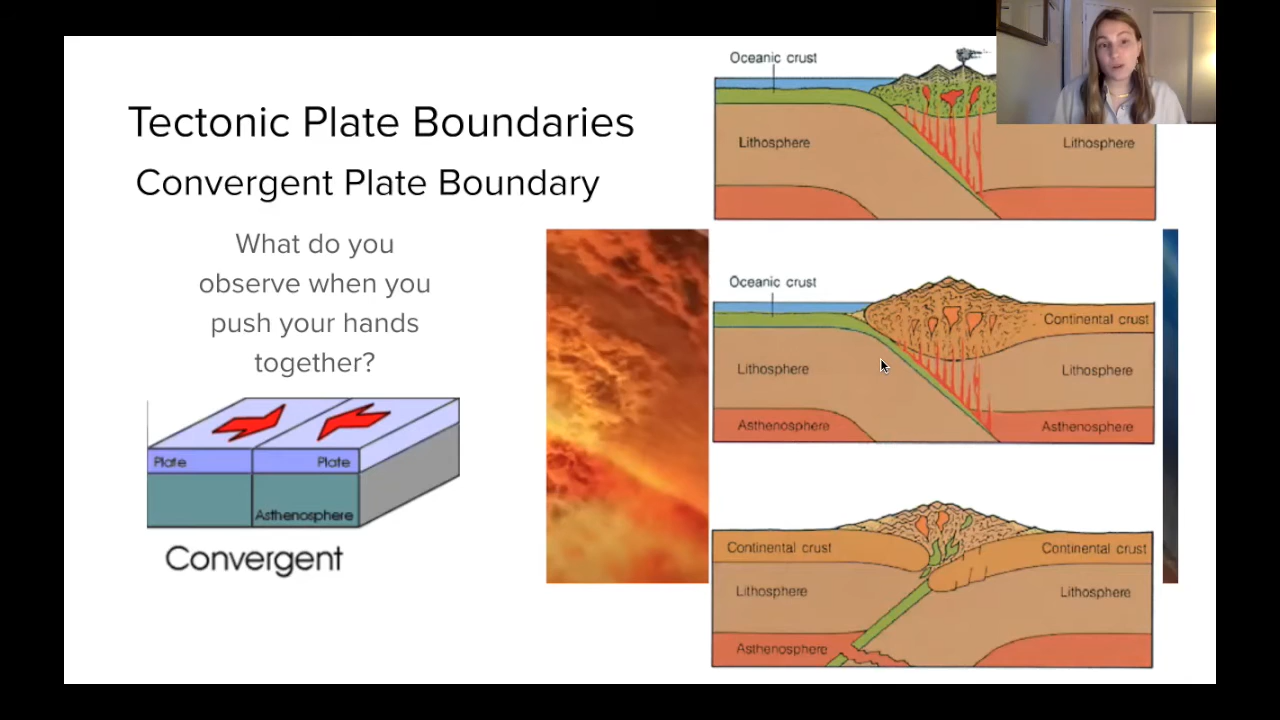 Tectonic Plate Boundaries
Convergent Plate Boundary
What do you
observe when you
push your hands
together?
Plate
Plate
Asthenosphere
Convergent
Oceanic crust
Lithosphere
Lithosphere
Oceanic crust
Continental crust
Lithosphere
Lithosphere
Asthenosphere
Asthenosphere
Continental crust
Continental crust
Lithosphere
Lithosphere
Asthenosphere